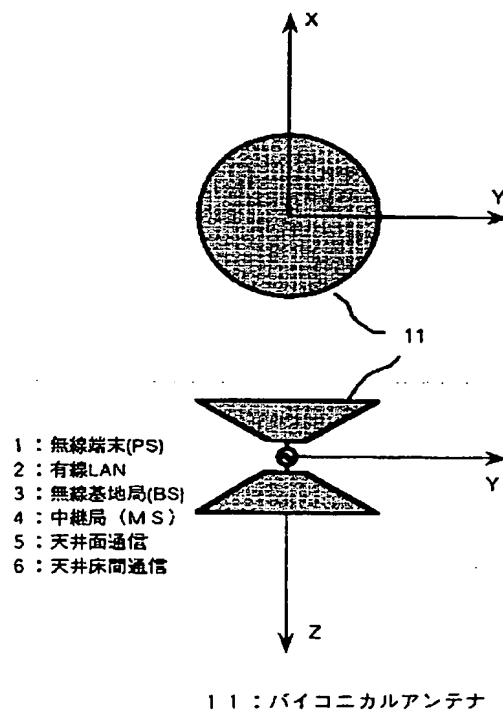 X
Y
11
1：無線端末(PS)
2：有線LAN
3：無線基地局(BS)
4：中継局（ＭＳ）
5：天井面通信
6：天井床間通信
Y
Z
１１：バイコニカルアンテナ